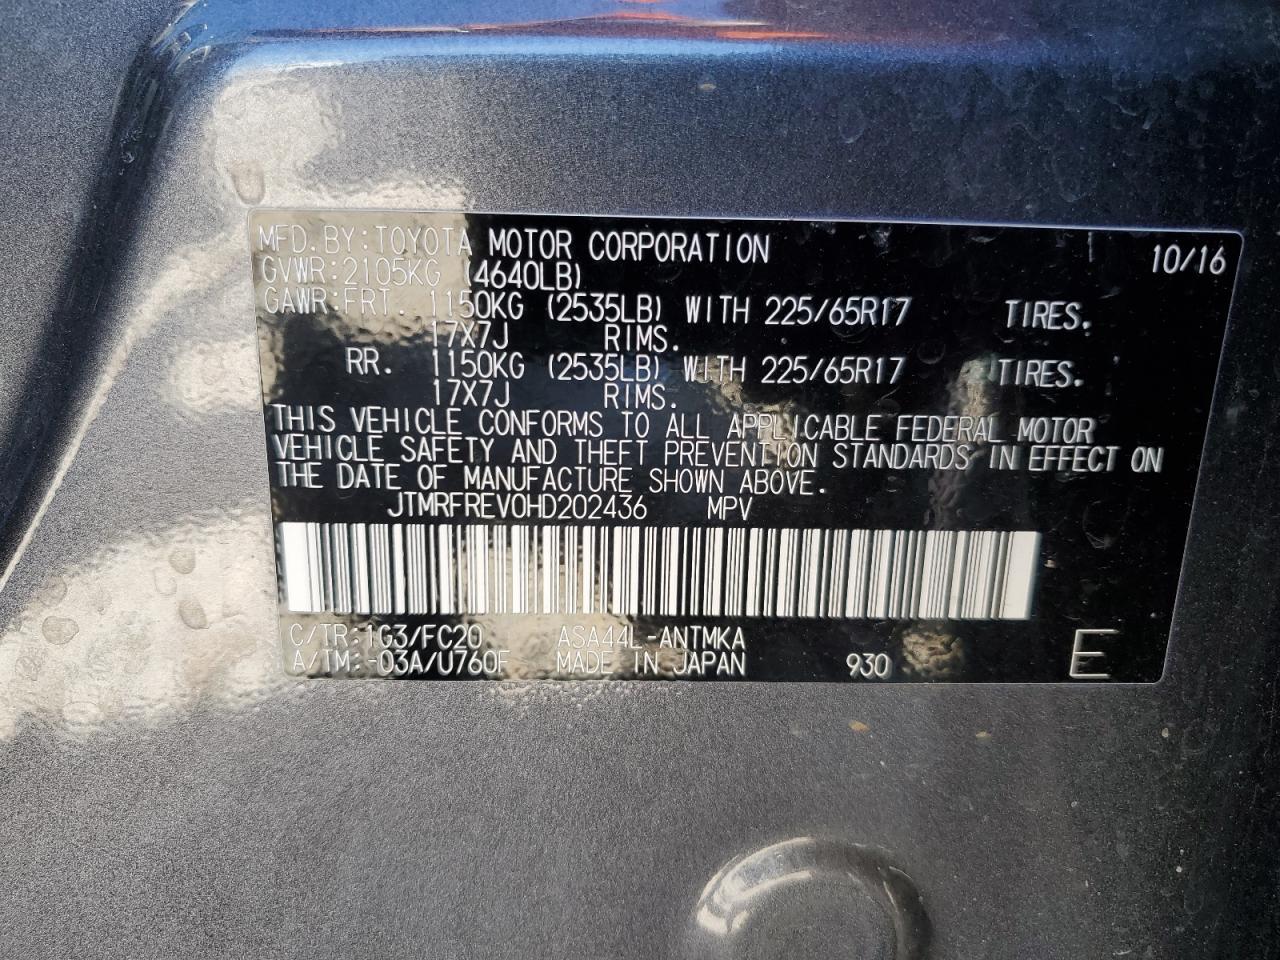 MFD.BY:TOYOTA MOTOR CORPORATION 10/16
GVWR:2105KG (4640LB)
GAWR:FRT. 1150KG (2535LB) WITH 225/65R17 TIRES.
17X7J RIMS.
RR. 1150KG (2535LB) WITH 225/65R17 TIRES.
17X7J RIMS.
THIS VEHICLE CONFORMS TO ALL APPLICABLE FEDERAL MOTOR
VEHICLE SAFETY AND THEFT PREVENTION STANDARDS IN EFFECT ON
THE DATE OF MANUFACTURE SHOWN ABOVE.
JTMRFREV0HD202436 MPV
C/TR:1G3/FC20 ASA44L-ANTMKA
A/TM:-03A/U760F MADE IN JAPAN 930 E